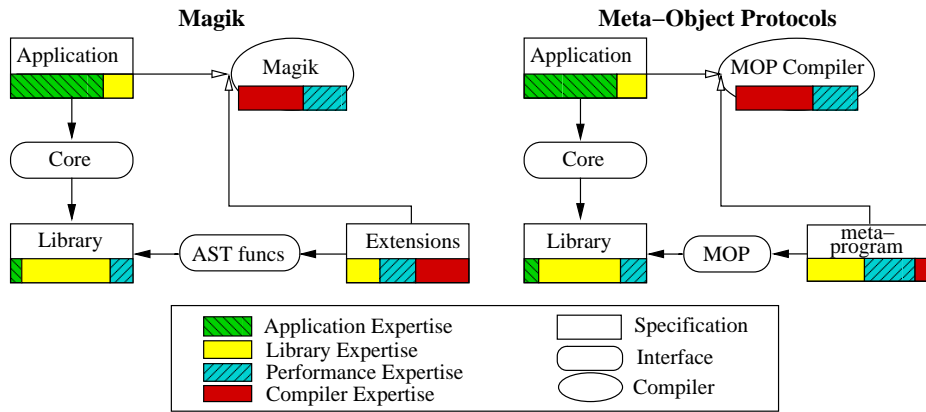 Magik
Meta−Object Protocols
Application
Magik
Application
MOP Compiler
Core
Core
Library
AST funcs
Extensions
Library
MOP
meta−
program
Application Expertise
Library Expertise
Performance Expertise
Compiler Expertise
Specification
Interface
Compiler